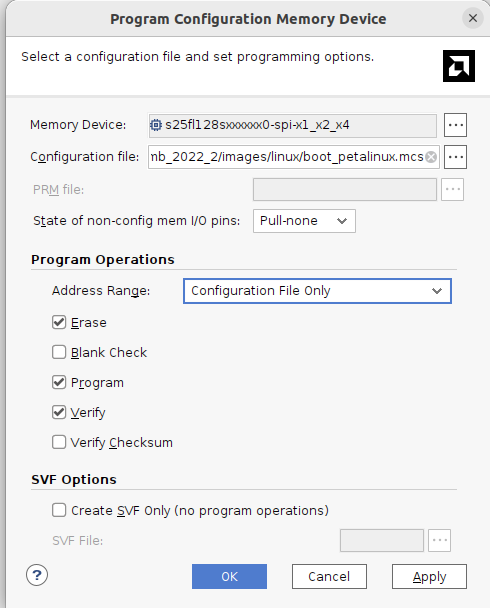 Program Configuration Memory Device
Select a configuration file and set programming options.
Memory Device: s25fl128sxxxxxx0-spi-x1_x2_x4 ...
Configuration file: mb_2022_2/images/linux/boot_petalinux.mcs ...
PRM file: ...
State of non-config mem I/O pins: Pull-none
Program Operations
Address Range: Configuration File Only
Erase
Blank Check
Program
Verify
Verify Checksum
SVF Options
Create SVF Only (no program operations)
SVF File: ...
? OK Cancel Apply